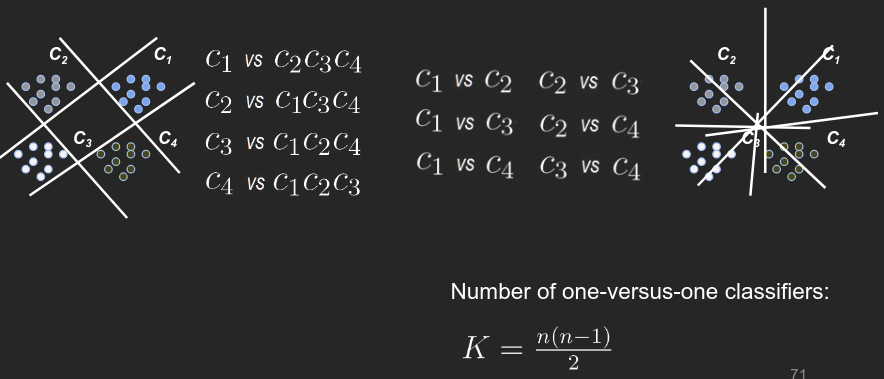 C₂ C₁
C₃ C₄
c₁ vs c₂c₃c₄
c₂ vs c₁c₃c₄
c₃ vs c₁c₂c₄
c₄ vs c₁c₂c₃
c₁ vs c₂ c₂ vs c₃
c₁ vs c₃ c₂ vs c₄
c₁ vs c₄ c₃ vs c₄
C₂ C₁
C₃ C₄
Number of one-versus-one classifiers:
K = n(n−1)/2
71